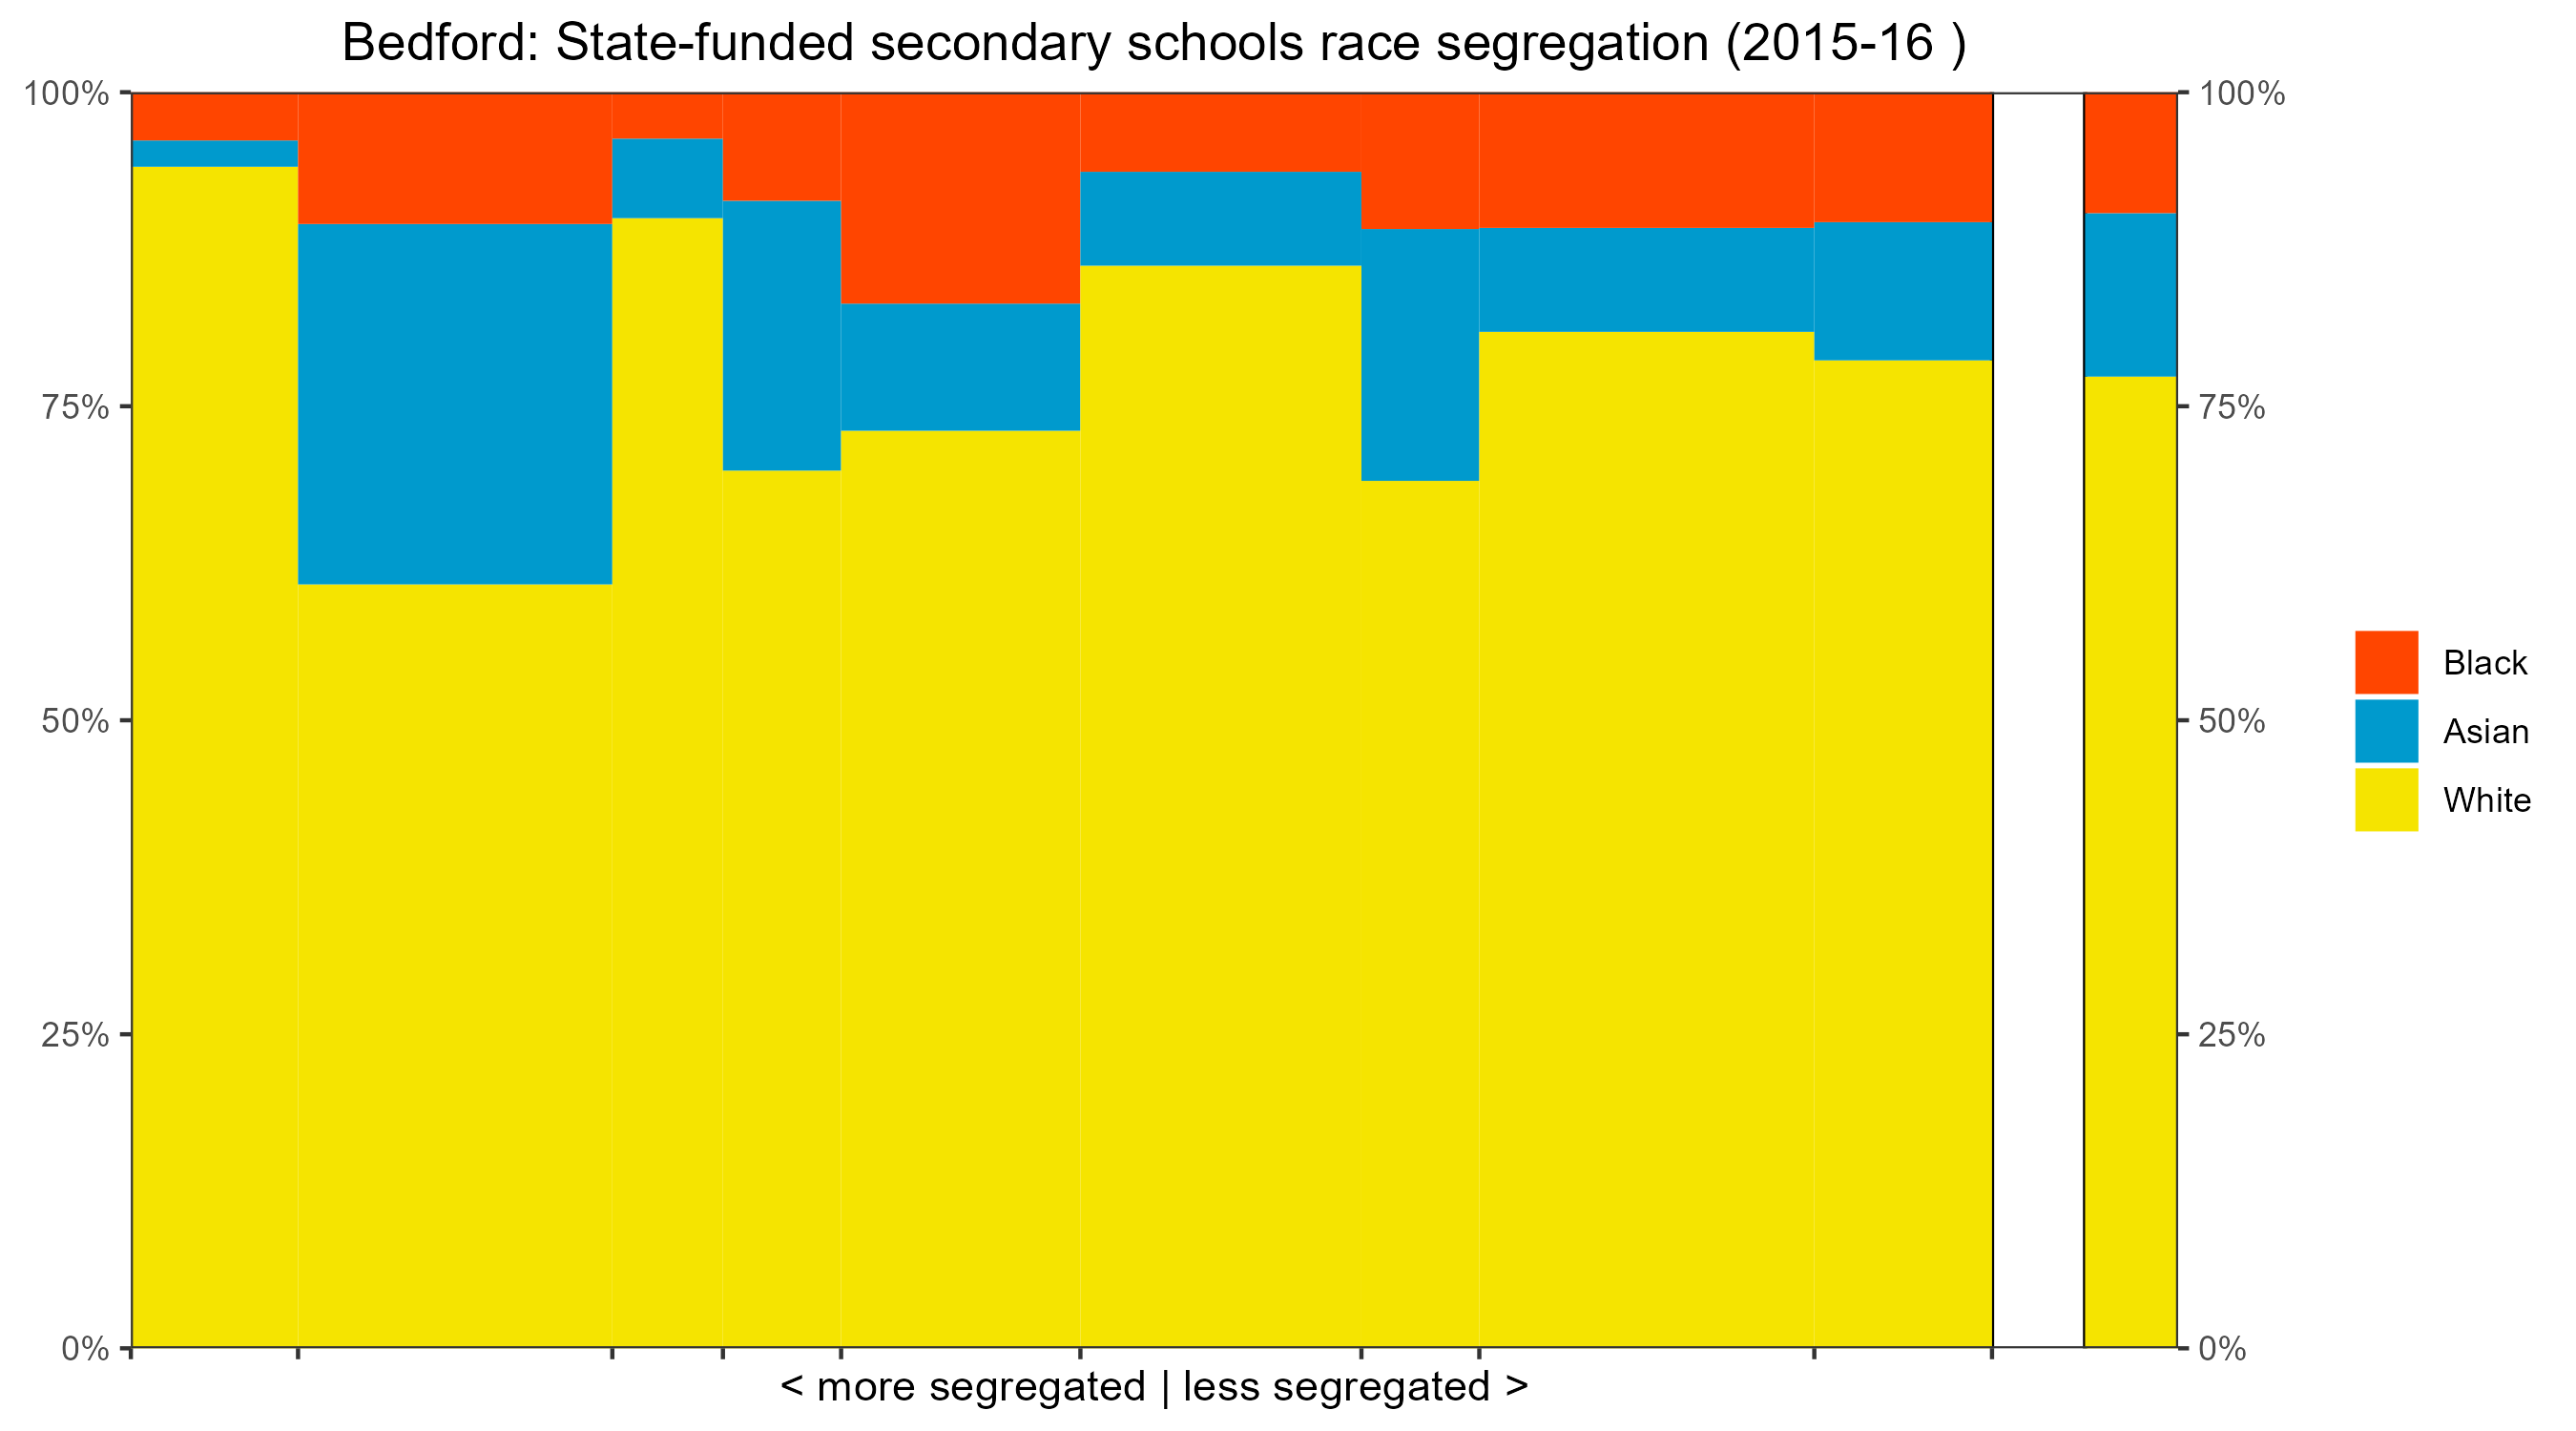 Bedford: State-funded secondary schools race segregation (2015-16 )
100%
75%
50%
25%
0%
100%
75%
50%
25%
0%
Black
Asian
White
< more segregated | less segregated >